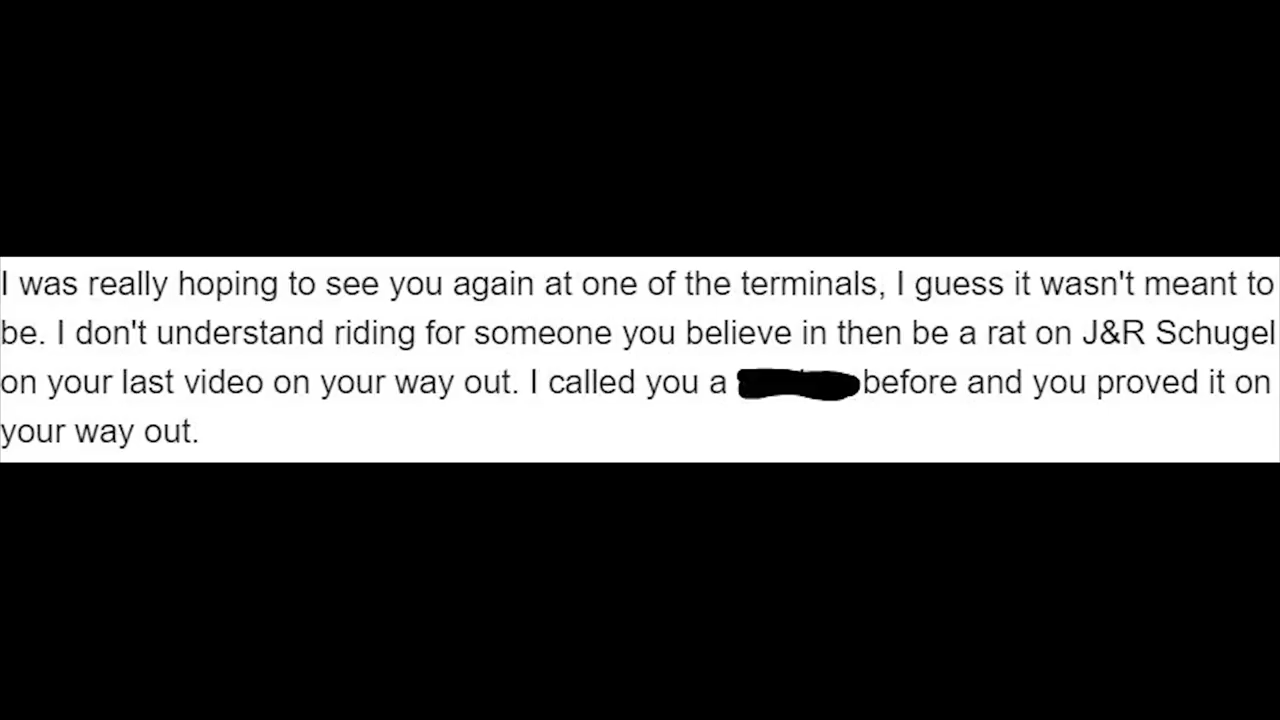 I was really hoping to see you again at one of the terminals, I guess it wasn't meant to
be. I don't understand riding for someone you believe in then be a rat on J&R Schugel
on your last video on your way out. I called you a before and you proved it on
your way out.